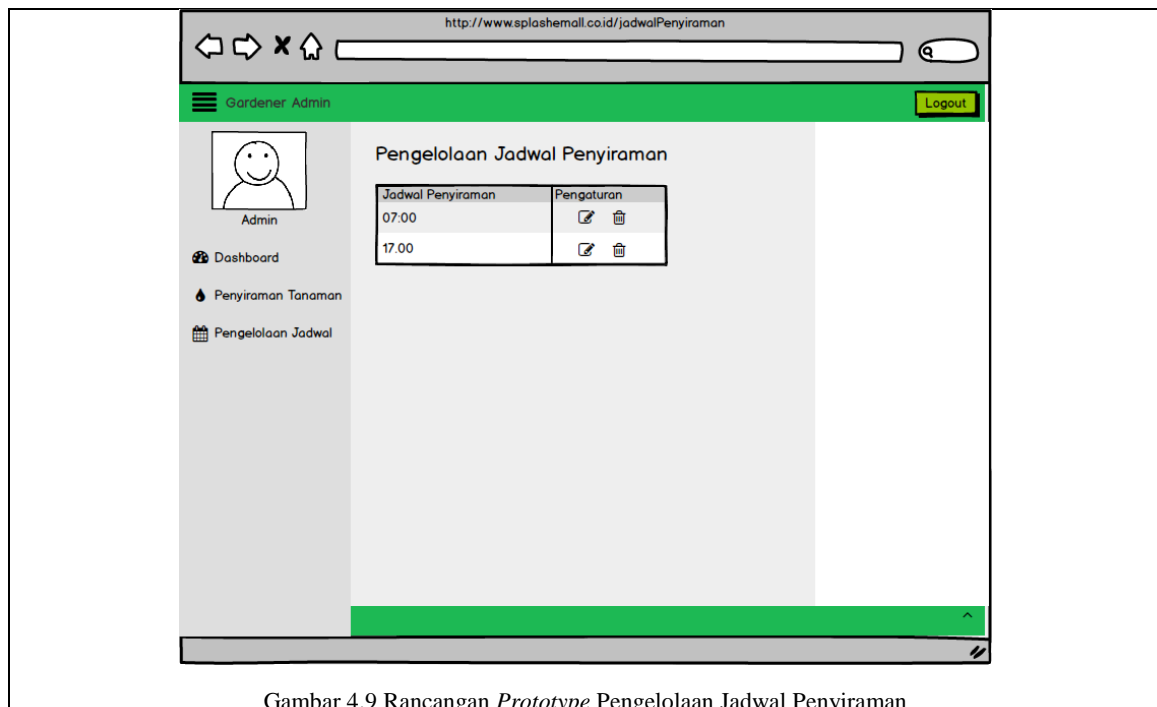 http://www.splashemall.co.id/jadwalPenyiraman
Gardener Admin
Logout
Admin
Dashboard
Penyiraman Tanaman
Pengelolaan Jadwal
Pengelolaan Jadwal Penyiraman
Jadwal Penyiraman Pengaturan
07:00
17.00
Gambar 4.9 Rancangan Prototype Pengelolaan Jadwal Penyiraman